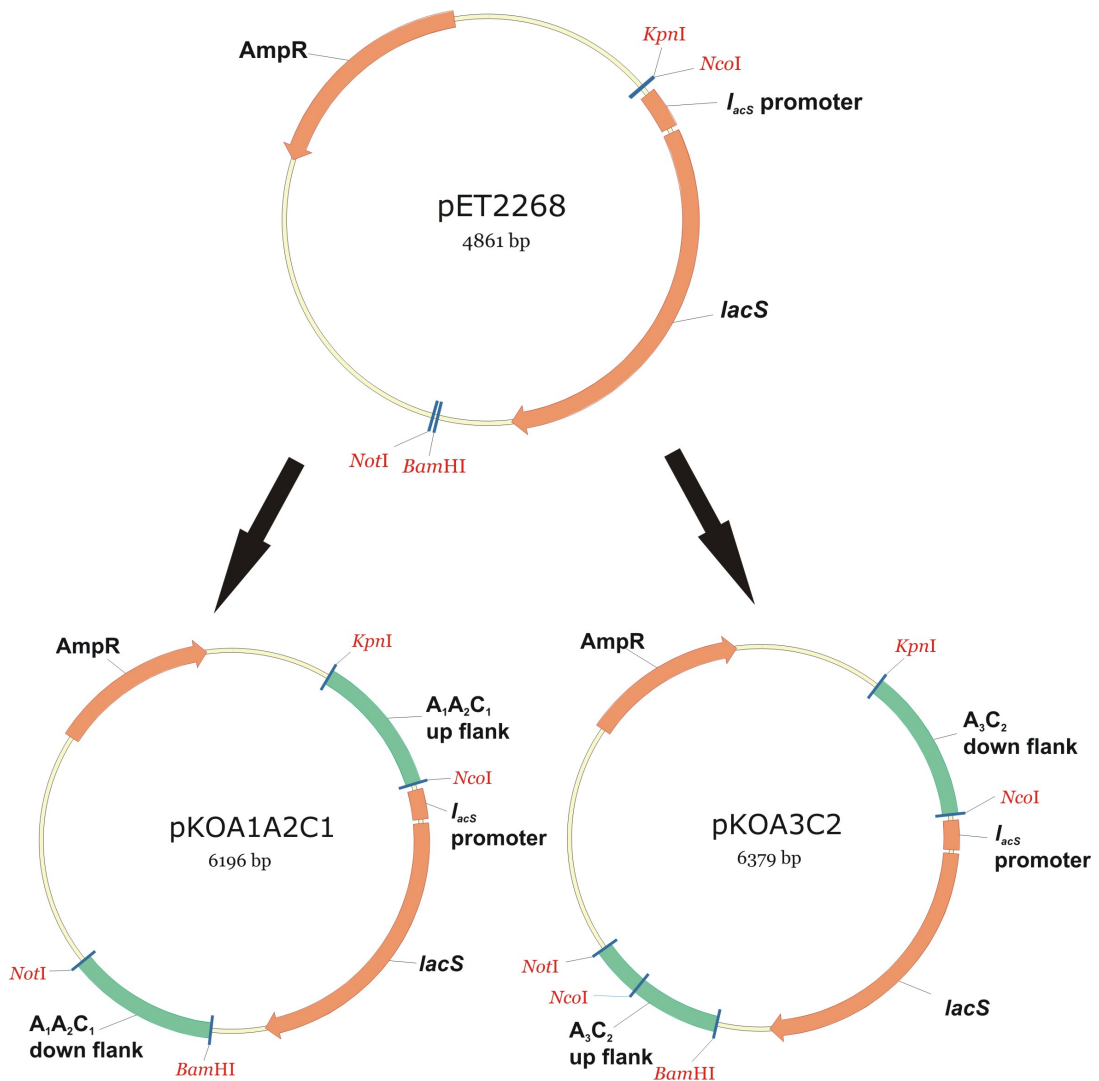 AmpR
KpnI
NcoI
lacS promoter
pET2268
4861 bp
lacS
NotI
BamHI
AmpR
KpnI
A₁A₂C₁
up flank
NcoI
lacS
promoter
pKOA1A2C1
6196 bp
lacS
NotI
A₁A₂C₁
down flank
BamHI
AmpR
KpnI
A₃C₂
down flank
NcoI
lacS
promoter
pKOA3C2
6379 bp
lacS
NotI
NcoI
A₃C₂
up flank
BamHI